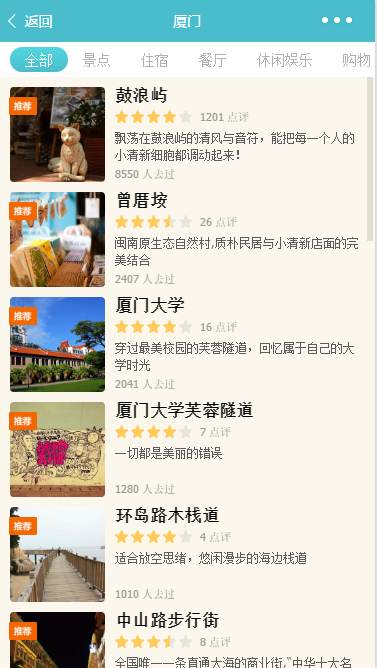 返回
厦门
全部 景点 住宿 餐厅 休闲娱乐 购物
推荐
鼓浪屿
1201 点评
飘荡在鼓浪屿的清风与音符，能把每一个人的
小清新细胞都调动起来！
8550 人去过
推荐
曾厝垵
26 点评
闽南原生态自然村,质朴民居与小清新店面的完
美结合
2407 人去过
推荐
厦门大学
16 点评
穿过最美校园的芙蓉隧道，回忆属于自己的大
学时光
2041 人去过
推荐
厦门大学芙蓉隧道
7 点评
一切都是美丽的错误
1280 人去过
推荐
环岛路木栈道
4 点评
适合放空思绪，悠闲漫步的海边栈道
1010 人去过
推荐
中山路步行街
8 点评
全国唯一一条直通大海的商业街,“中华十大名